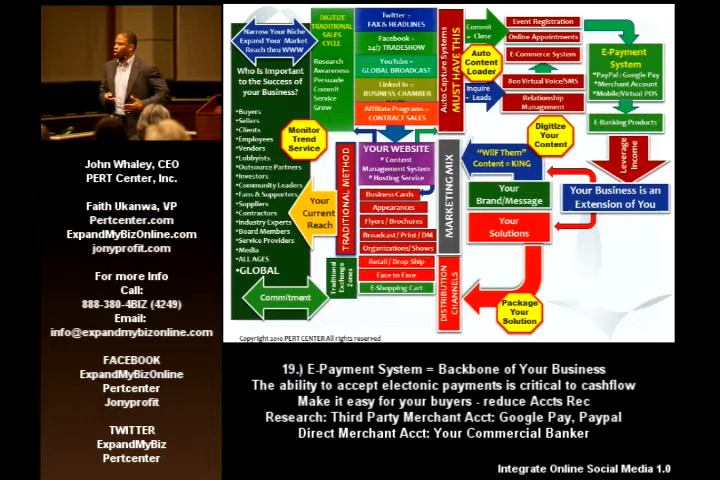 John Whaley, CEO
PERT Center, Inc.
Faith Ukanwa, VP
Pertcenter.com
ExpandMyBizOnline.com
jonyprofit.com
For more Info
Call:
888-380-4BIZ (4249)
Email:
info@expandmybizonline.com
FACEBOOK
ExpandMyBizOnline
Pertcenter
Jonyprofit
TWITTER
ExpandMyBiz
Pertcenter
Narrow Your Niche
Expand Your Market
Reach thru WWW
Who Is Important
to the Success of
your Business?
•Buyers
•Sellers
•Clients
•Employees
•Vendors
•Lobbyists
•Outsource Partners
•Investors
•Community Leaders
•Fans & Supporters
•Suppliers
•Contractors
•Industry Experts
•Board Members
•Service Providers
•Media
•ALL AGES
•GLOBAL
Commitment
DIGITIZE
TRADITIONAL
SALES
CYCLE
Research
Awareness
Persuade
Commit
Service
Grow
Monitor
Trend
Service
Your
Current
Reach
Twitter =
FAX & HEADLINES
Facebook =
24/7 TRADESHOW
YouTube =
GLOBAL BROADCAST
Linked In =
BUSINESS CHAMBER
Affiliate Programs =
CONTRACT SALES
YOUR WEBSITE
* Content
Management System
* Hosting Service
TRADITIONAL METHOD
Business Cards
Appearances
Flyers / Brochures
Broadcast / Print / DM
Organizations/Shows
Traditional
Exchange
Zones
Retail / Drop Ship
Face to Face
E-Shopping Cart
Auto Capture Systems
MUST HAVE THIS
MARKETING MIX
DISTRIBUTION
CHANNELS
Commit
= Close
Auto
Content
Loader
Inquire
= Leads
Event Registration
Online Appointments
E-Commerce System
800 Virtual Voice/SMS
Relationship
Management
E-Payment
System
*PayPal: Google Pay
*Merchant Account
*Mobile/Virtual POS
E-Banking Products
Leverage
Income
Digitize
Your
Content
"WIIF Them"
Content = KING
Your
Brand/Message
Your
Solutions
Your Business is an
Extension of You
Package
Your
Solution
Copyright 2010 PERT CENTER All rights reserved
19.) E-Payment System = Backbone of Your Business
The ability to accept electonic payments is critical to cashflow
Make it easy for your buyers - reduce Accts Rec
Research: Third Party Merchant Acct: Google Pay, Paypal
Direct Merchant Acct: Your Commercial Banker
Integrate Online Social Media 1.0